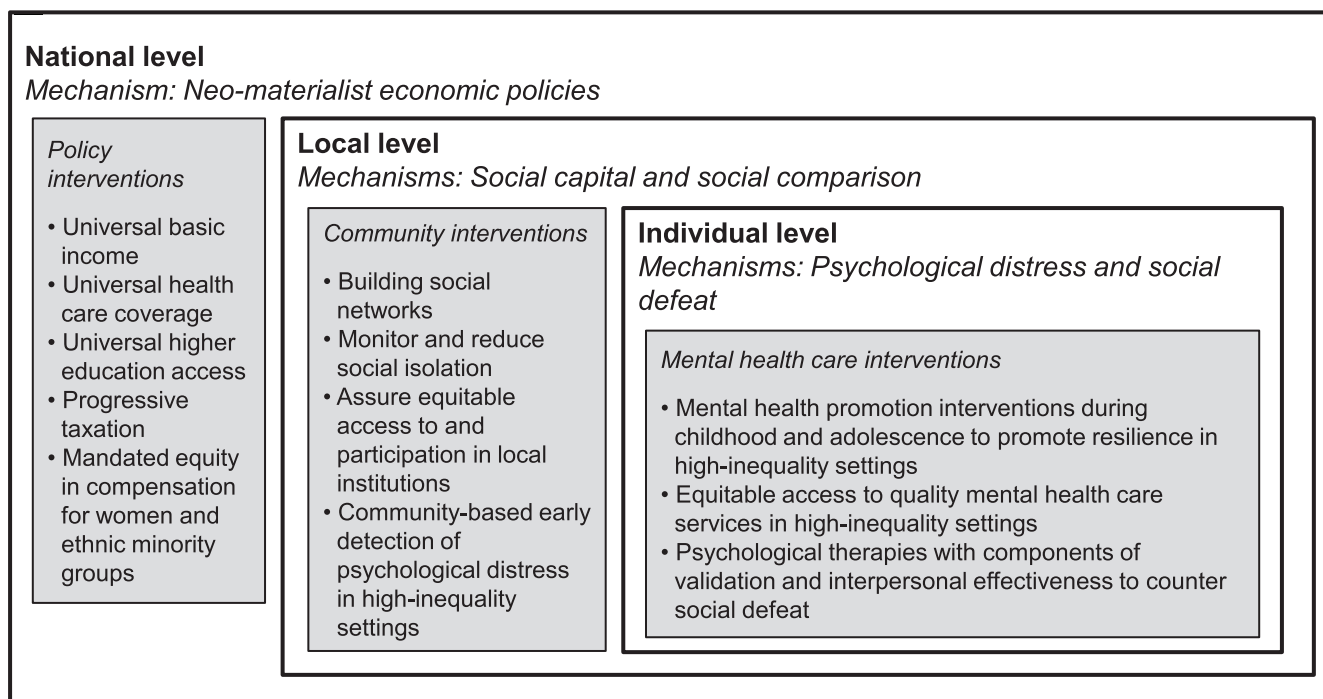 National level
Mechanism: Neo-materialist economic policies
Policy
interventions
• Universal basic
income
• Universal health
care coverage
• Universal higher
education access
• Progressive
taxation
• Mandated equity
in compensation
for women and
ethnic minority
groups
Local level
Mechanisms: Social capital and social comparison
Community interventions
• Building social
networks
• Monitor and reduce
social isolation
• Assure equitable
access to and
participation in local
institutions
• Community-based early
detection of
psychological distress
in high-inequality
settings
Individual level
Mechanisms: Psychological distress and social
defeat
Mental health care interventions
• Mental health promotion interventions during
childhood and adolescence to promote resilience in
high-inequality settings
• Equitable access to quality mental health care
services in high-inequality settings
• Psychological therapies with components of
validation and interpersonal effectiveness to counter
social defeat